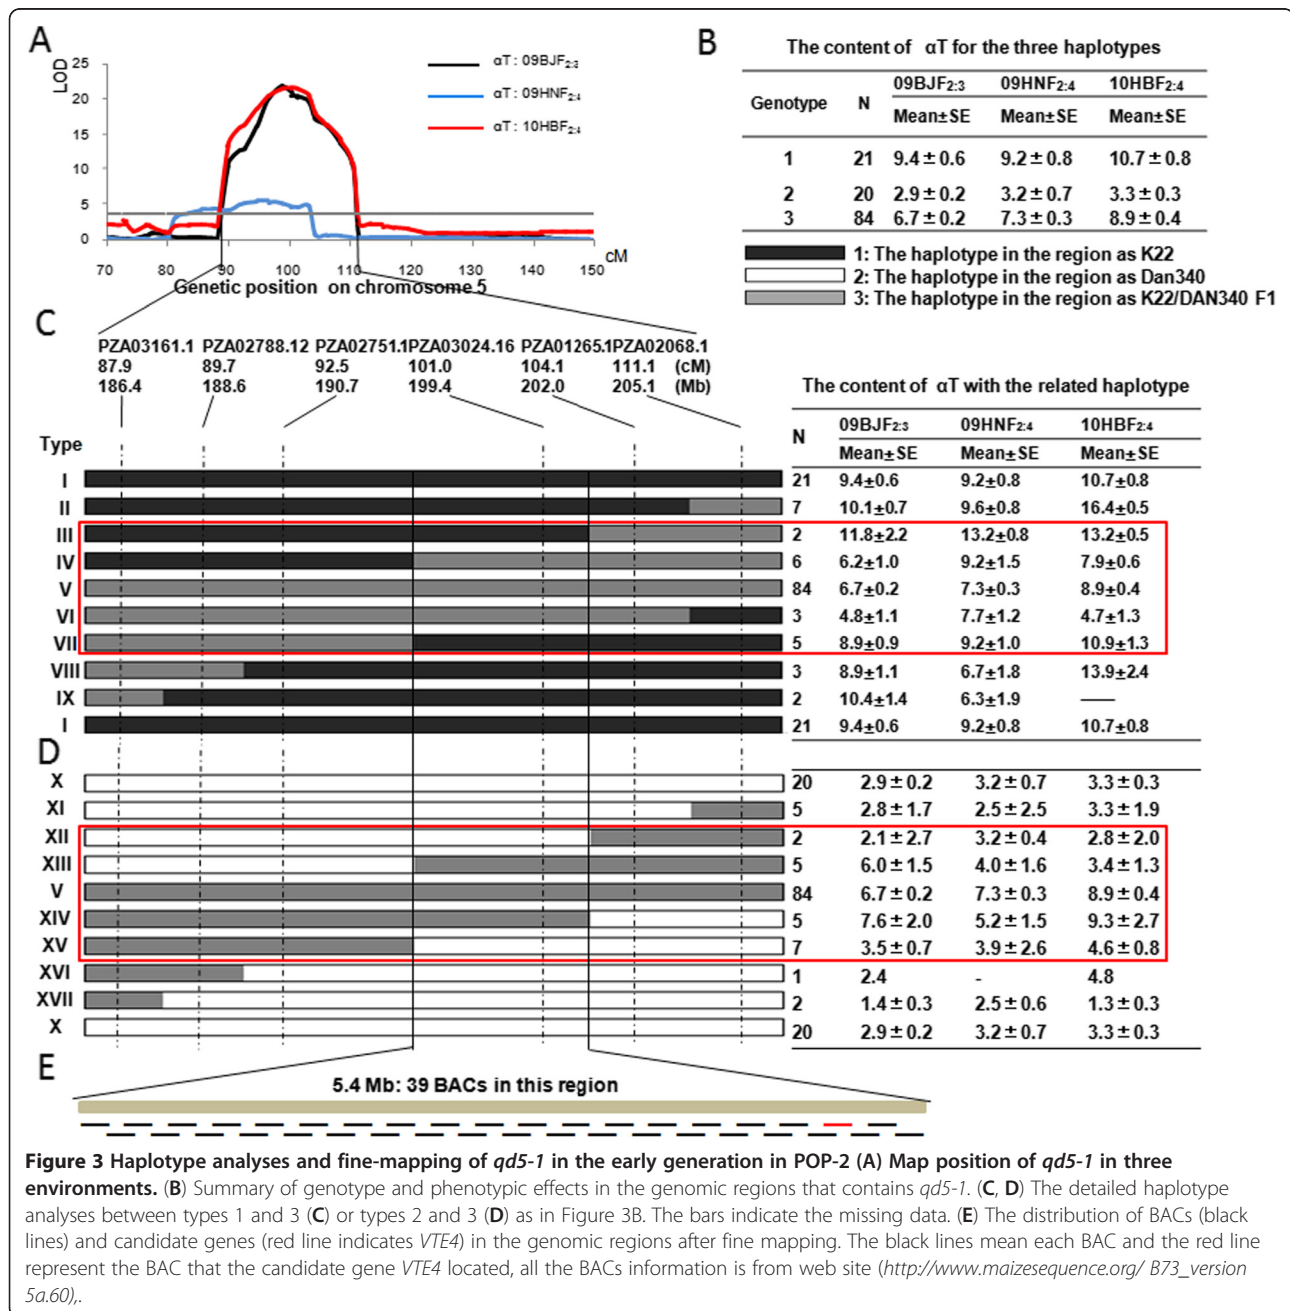 A
LOD
25
20
15
10
5
0
70 80 90 100 110 120 130 140 150 cM
Genetic position on chromosome 5
αT : 09BJF2:3
αT : 09HNF2:4
αT : 10HBF2:4
B
The content of αT for the three haplotypes
Genotype N 09BJF2:3 09HNF2:4 10HBF2:4
Mean±SE Mean±SE Mean±SE
1 21 9.4 ± 0.6 9.2 ± 0.8 10.7 ± 0.8
2 20 2.9 ± 0.2 3.2 ± 0.7 3.3 ± 0.3
3 84 6.7 ± 0.2 7.3 ± 0.3 8.9 ± 0.4
1: The haplotype in the region as K22
2: The haplotype in the region as Dan340
3: The haplotype in the region as K22/DAN340 F1
C
PZA03161.1 PZA02788.12 PZA02751.1 PZA03024.16 PZA01265.1 PZA02068.1
87.9 89.7 92.5 101.0 104.1 111.1 (cM)
186.4 188.6 190.7 199.4 202.0 205.1 (Mb)
The content of αT with the related haplotype
Type N 09BJF2:3 09HNF2:4 10HBF2:4
Mean±SE Mean±SE Mean±SE
I 21 9.4±0.6 9.2±0.8 10.7±0.8
II 7 10.1±0.7 9.6±0.8 16.4±0.5
III 2 11.8±2.2 13.2±0.8 13.2±0.5
IV 6 6.2±1.0 9.2±1.5 7.9±0.6
V 84 6.7±0.2 7.3±0.3 8.9±0.4
VI 3 4.8±1.1 7.7±1.2 4.7±1.3
VII 5 8.9±0.9 9.2±1.0 10.9±1.3
VIII 3 8.9±1.1 6.7±1.8 13.9±2.4
IX 2 10.4±1.4 6.3±1.9 —
I 21 9.4±0.6 9.2±0.8 10.7±0.8
D
X 20 2.9 ± 0.2 3.2 ± 0.7 3.3 ± 0.3
XI 5 2.8 ± 1.7 2.5 ± 2.5 3.3 ± 1.9
XII 2 2.1 ± 2.7 3.2 ± 0.4 2.8 ± 2.0
XIII 5 6.0 ± 1.5 4.0 ± 1.6 3.4 ± 1.3
V 84 6.7 ± 0.2 7.3 ± 0.3 8.9 ± 0.4
XIV 5 7.6 ± 2.0 5.2 ± 1.5 9.3 ± 2.7
XV 7 3.5 ± 0.7 3.9 ± 2.6 4.6 ± 0.8
XVI 1 2.4 - 4.8
XVII 2 1.4 ± 0.3 2.5 ± 0.6 1.3 ± 0.3
X 20 2.9 ± 0.2 3.2 ± 0.7 3.3 ± 0.3
E
5.4 Mb: 39 BACs in this region
Figure 3 Haplotype analyses and fine-mapping of qd5-1 in the early generation in POP-2 (A) Map position of qd5-1 in three
environments. (B) Summary of genotype and phenotypic effects in the genomic regions that contains qd5-1. (C, D) The detailed haplotype
analyses between types 1 and 3 (C) or types 2 and 3 (D) as in Figure 3B. The bars indicate the missing data. (E) The distribution of BACs (black
lines) and candidate genes (red line indicates VTE4) in the genomic regions after fine mapping. The black lines mean each BAC and the red line
represent the BAC that the candidate gene VTE4 located, all the BACs information is from web site (http://www.maizesequence.org/ B73_version
5a.60),.